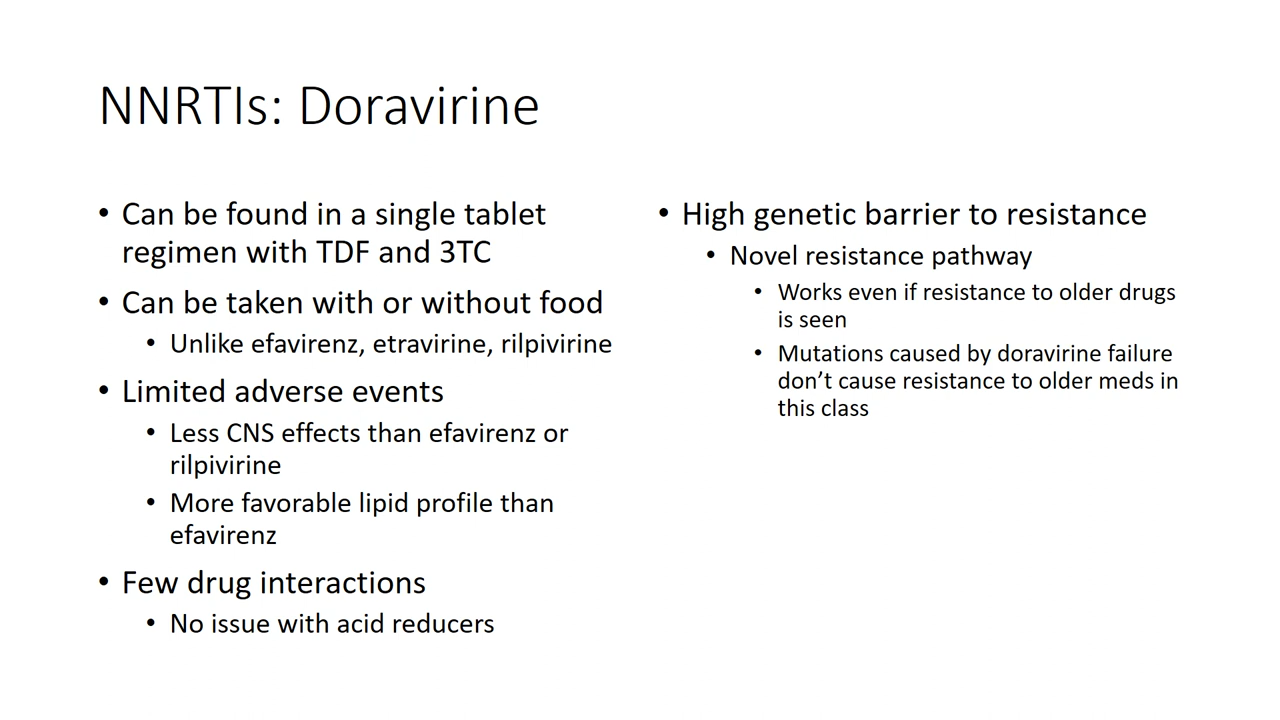 NNRTIs: Doravirine
• Can be found in a single tablet
regimen with TDF and 3TC
• Can be taken with or without food
• Unlike efavirenz, etravirine, rilpivirine
• Limited adverse events
• Less CNS effects than efavirenz or
rilpivirine
• More favorable lipid profile than
efavirenz
• Few drug interactions
• No issue with acid reducers
• High genetic barrier to resistance
• Novel resistance pathway
• Works even if resistance to older drugs
is seen
• Mutations caused by doravirine failure
don’t cause resistance to older meds in
this class